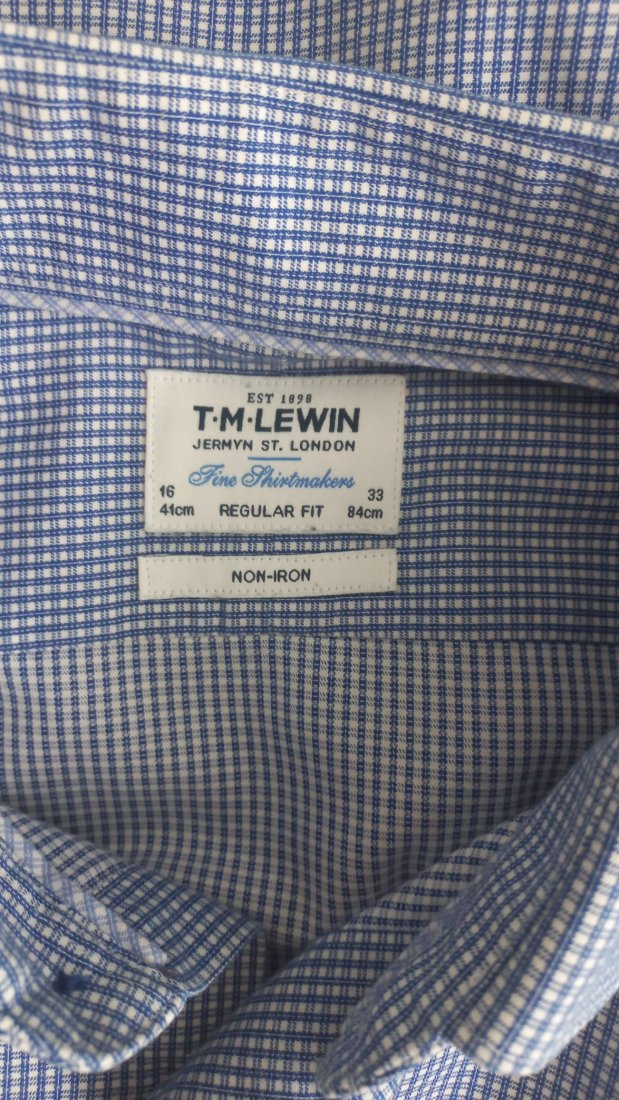 EST 1898
T·M·LEWIN
JERMYN ST. LONDON
Fine Shirtmakers
16 33
41cm REGULAR FIT 84cm
NON-IRON